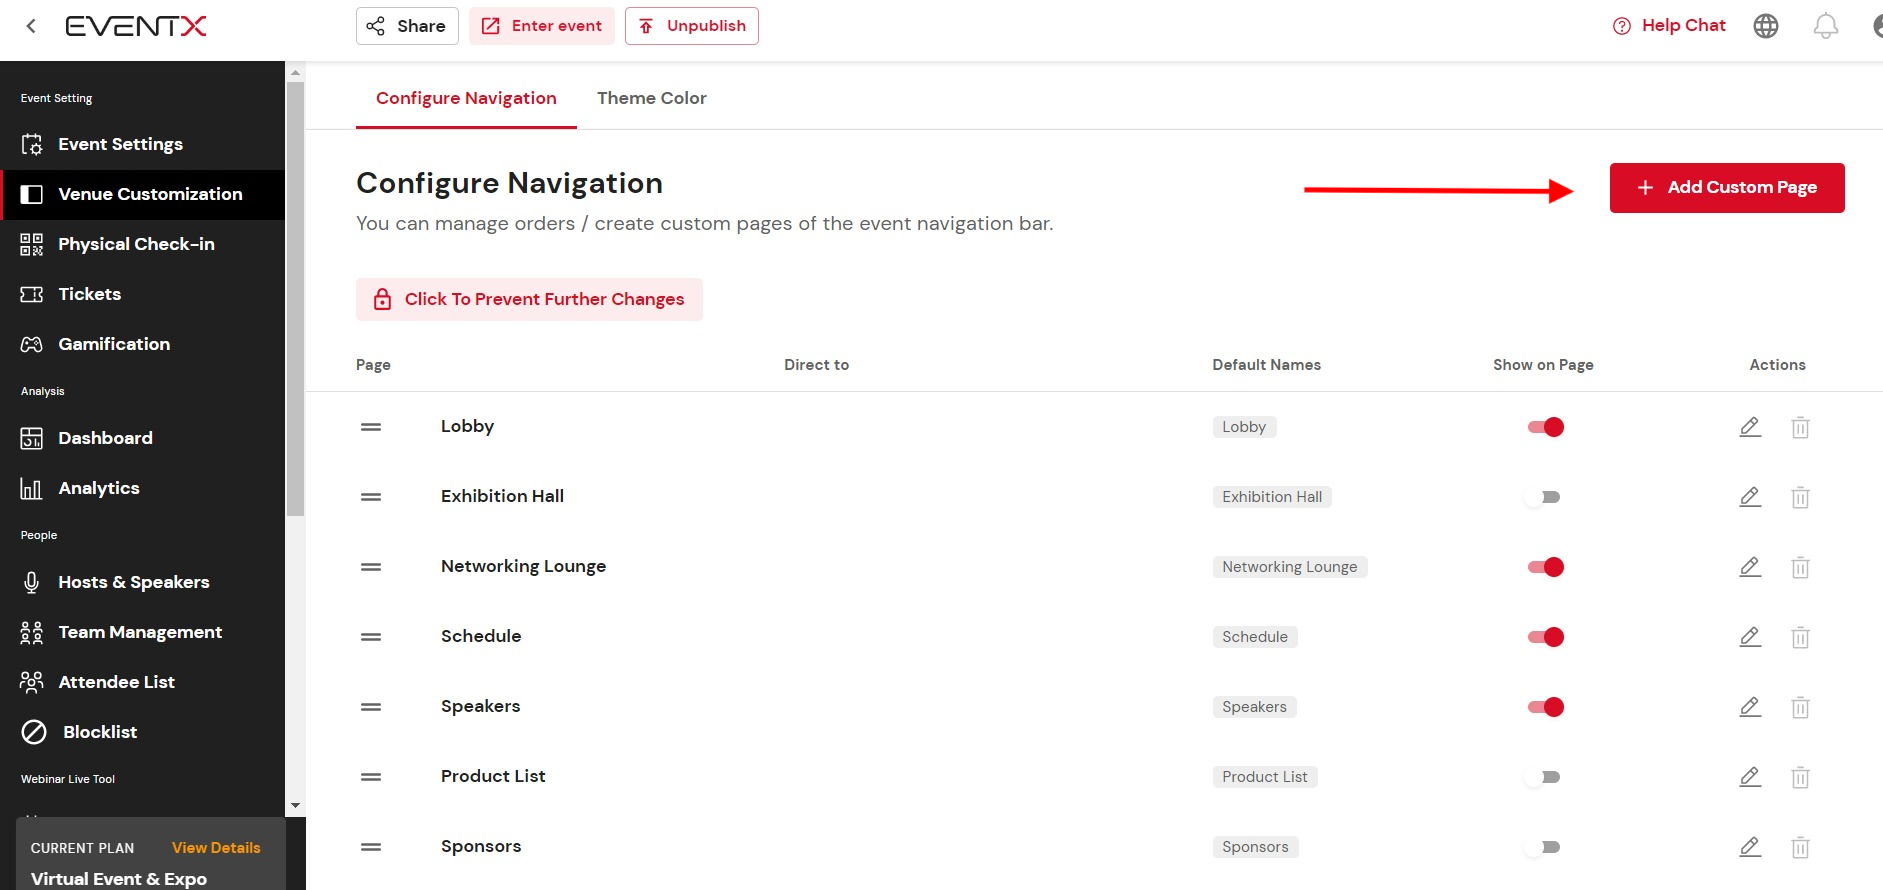 EVENTX
Share
Enter event
Unpublish
Help Chat
Event Setting
Event Settings
Venue Customization
Physical Check-in
Tickets
Gamification
Analysis
Dashboard
Analytics
People
Hosts & Speakers
Team Management
Attendee List
Blocklist
Webinar Live Tool
CURRENT PLAN View Details
Virtual Event & Expo
Configure Navigation Theme Color
Configure Navigation
+ Add Custom Page
You can manage orders / create custom pages of the event navigation bar.
Click To Prevent Further Changes
Page Direct to Default Names Show on Page Actions
Lobby Lobby
Exhibition Hall Exhibition Hall
Networking Lounge Networking Lounge
Schedule Schedule
Speakers Speakers
Product List Product List
Sponsors Sponsors